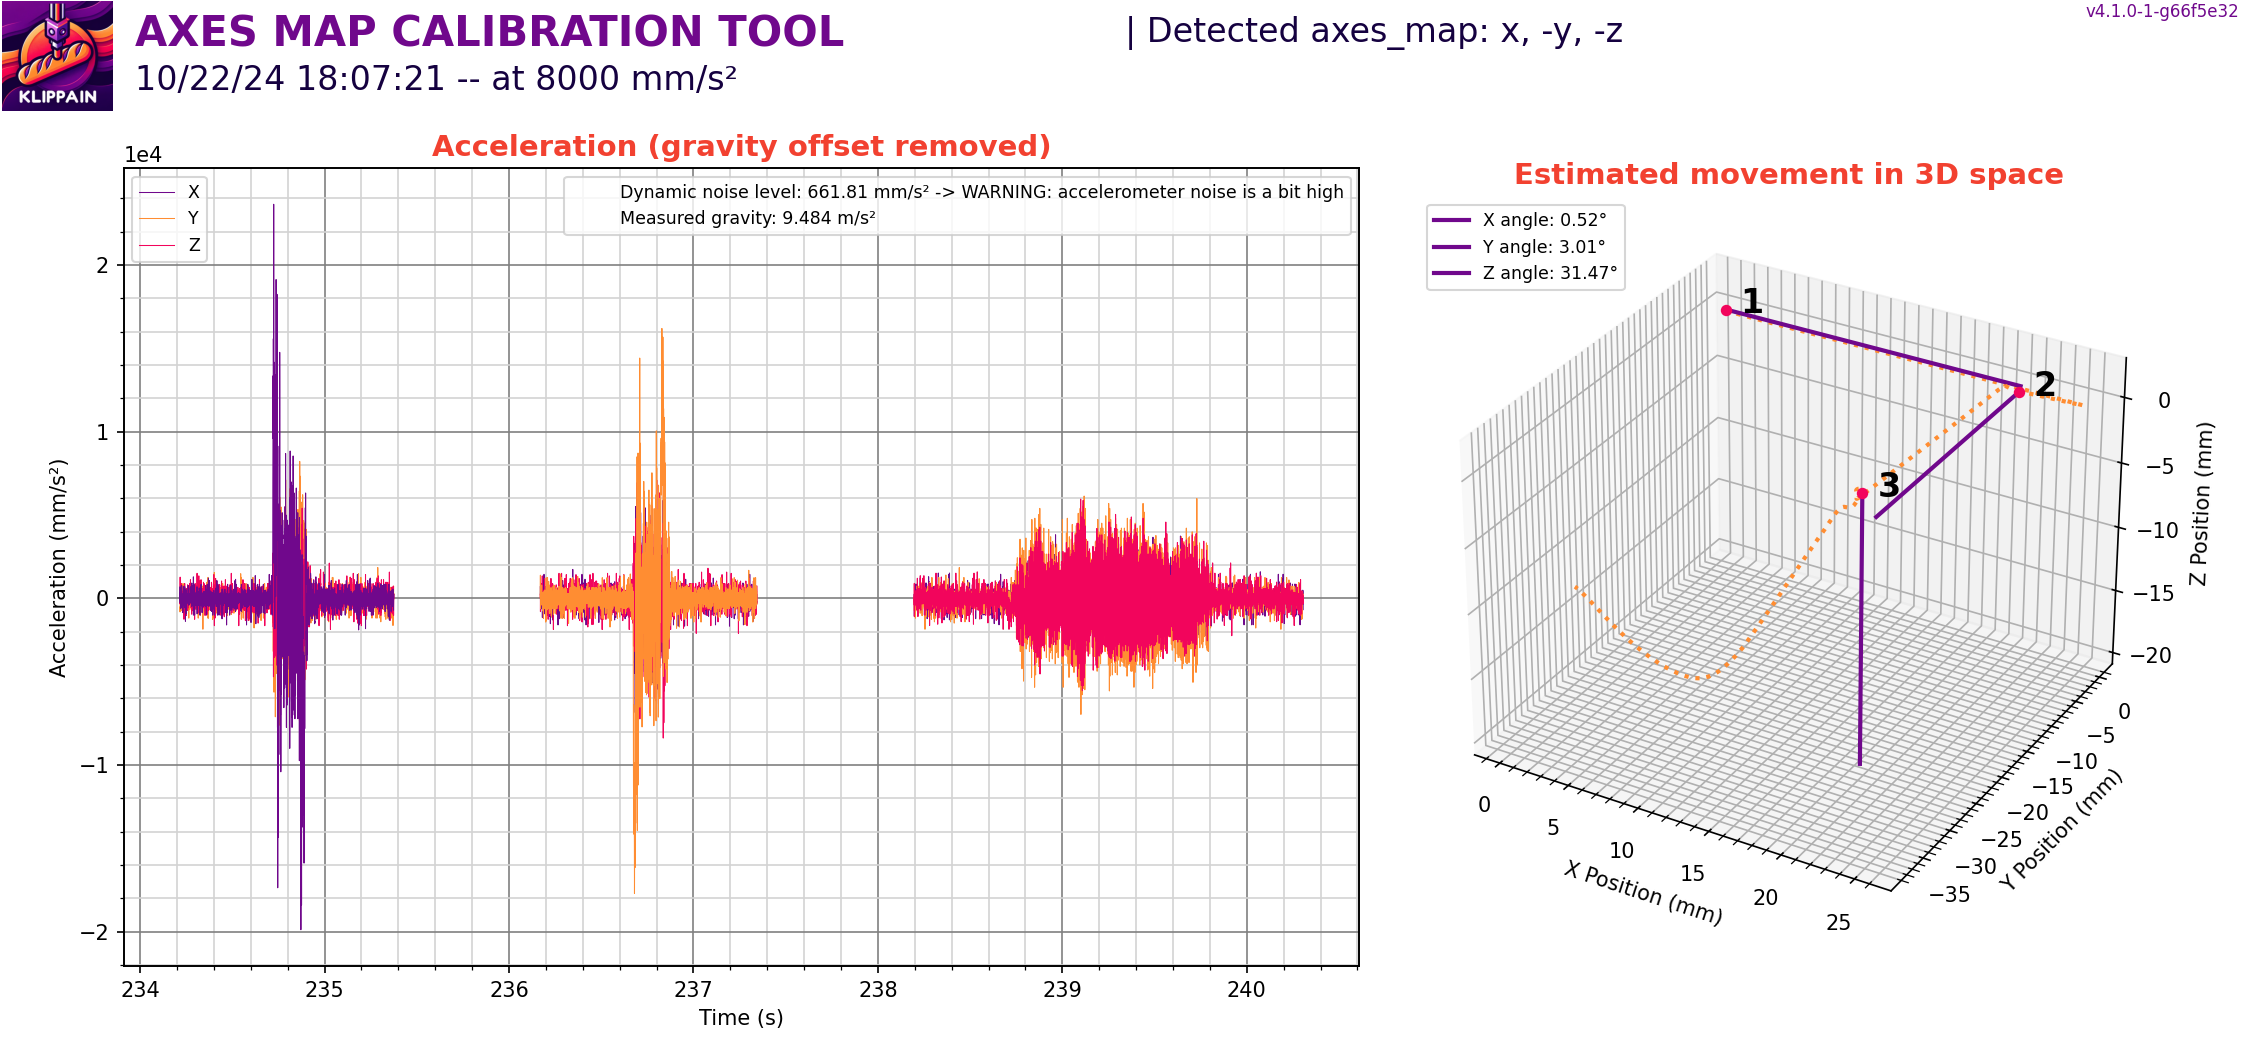 KLIPPAIN
AXES MAP CALIBRATION TOOL
10/22/24 18:07:21 -- at 8000 mm/s²
| Detected axes_map: x, -y, -z
v4.1.0-1-g66f5e32
Acceleration (gravity offset removed)
1e4
X
Y
Z
Dynamic noise level: 661.81 mm/s² -> WARNING: accelerometer noise is a bit high
Measured gravity: 9.484 m/s²
2
1
0
−1
−2
Acceleration (mm/s²)
234
235
236
237
238
239
240
Time (s)
Estimated movement in 3D space
X angle: 0.52°
Y angle: 3.01°
Z angle: 31.47°
1
2
3
0
−5
−10
−15
−20
Z Position (mm)
0
−5
−10
−15
−20
−25
−30
−35
Y Position (mm)
0
5
10
15
20
25
X Position (mm)